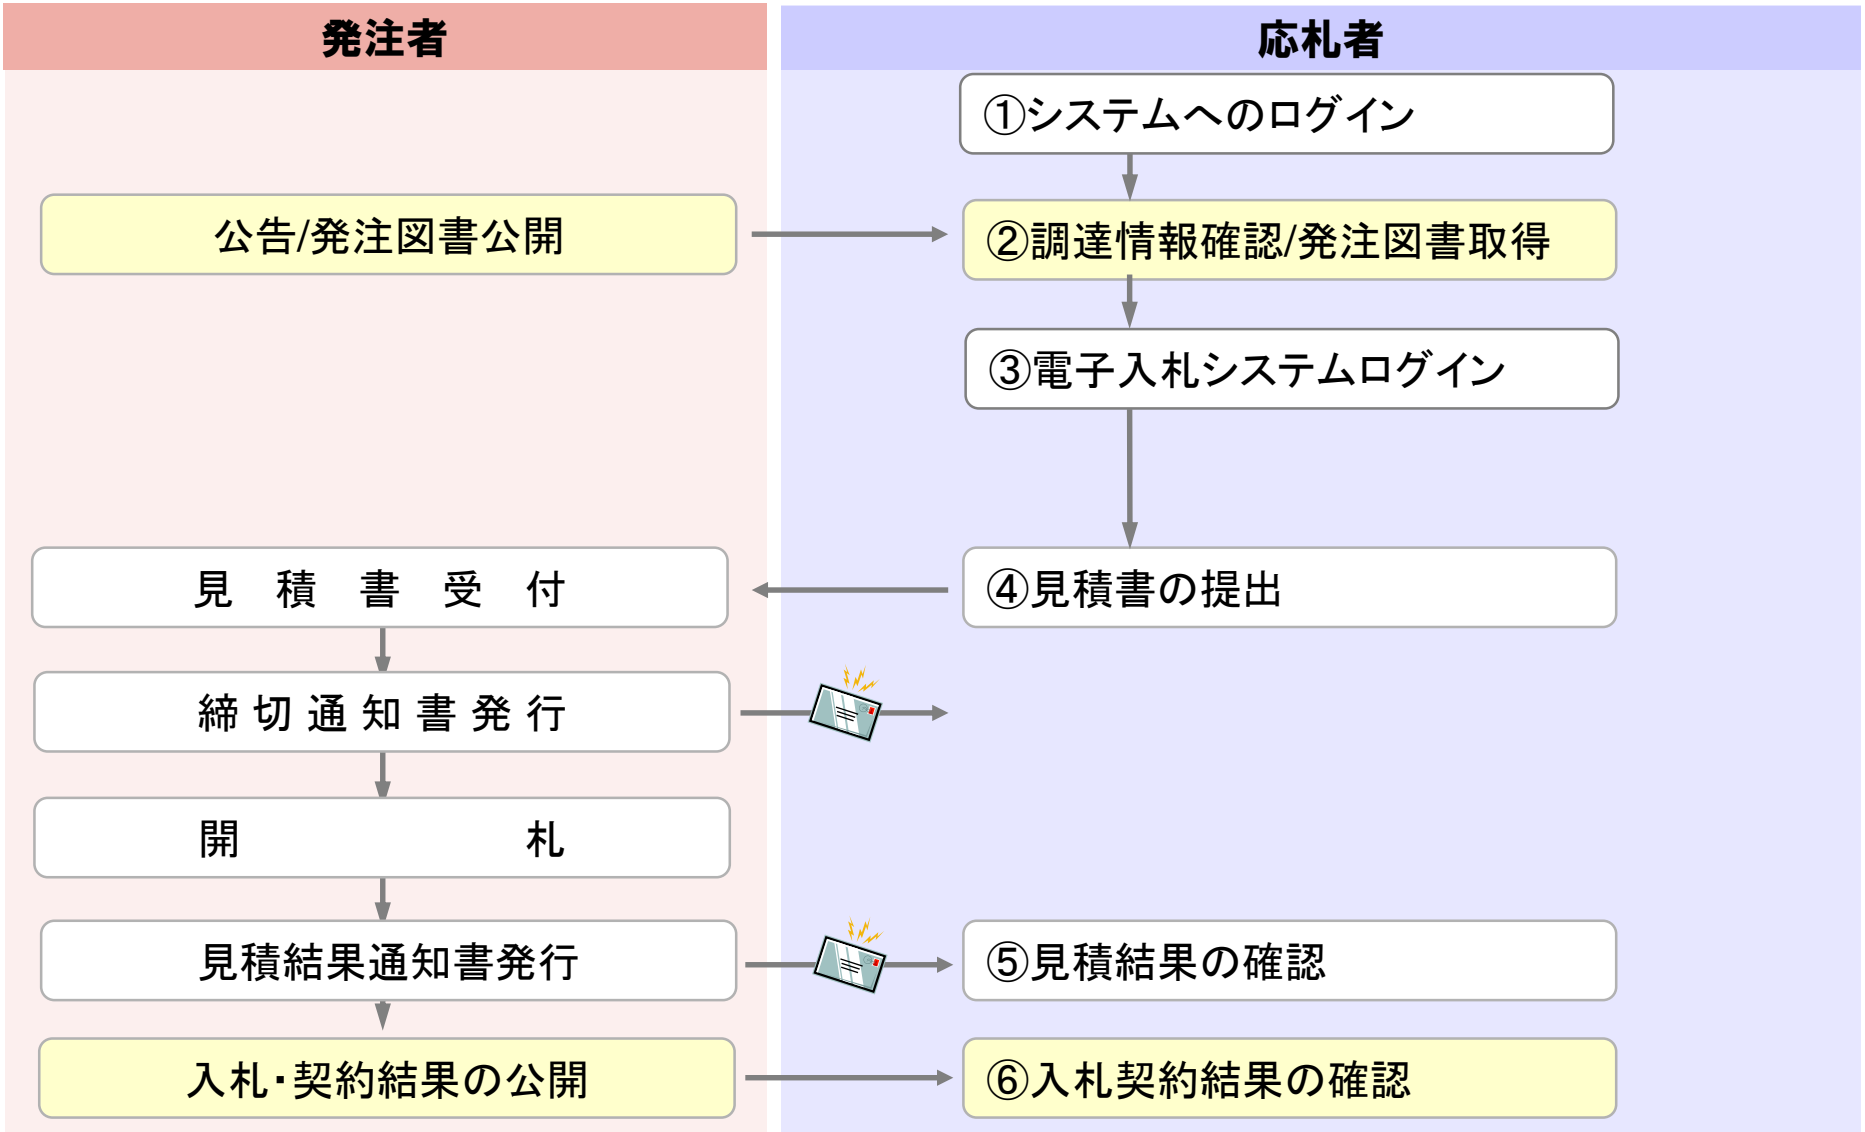 発注者
応札者
①システムへのログイン
公告/発注図書公開
②調達情報確認/発注図書取得
③電子入札システムログイン
見 積 書 受 付
④見積書の提出
締切通知書発行
開 札
見積結果通知書発行
⑤見積結果の確認
入札・契約結果の公開
⑥入札契約結果の確認